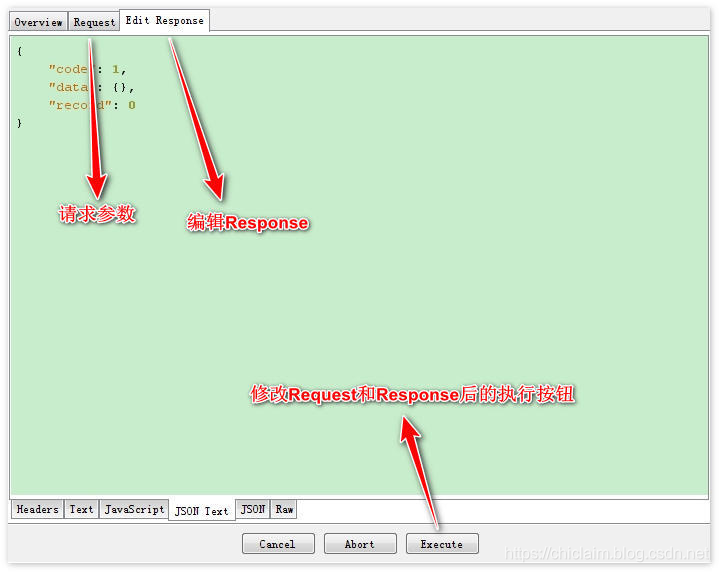 Overview Request Edit Response
{
"code": 1,
"data": {},
"record": 0
}
请求参数
编辑Response
修改Request和Response后的执行按钮
Headers Text JavaScript JSON Text JSON Raw
Cancel Abort Execute
https://chiclaim.blog.csdn.net